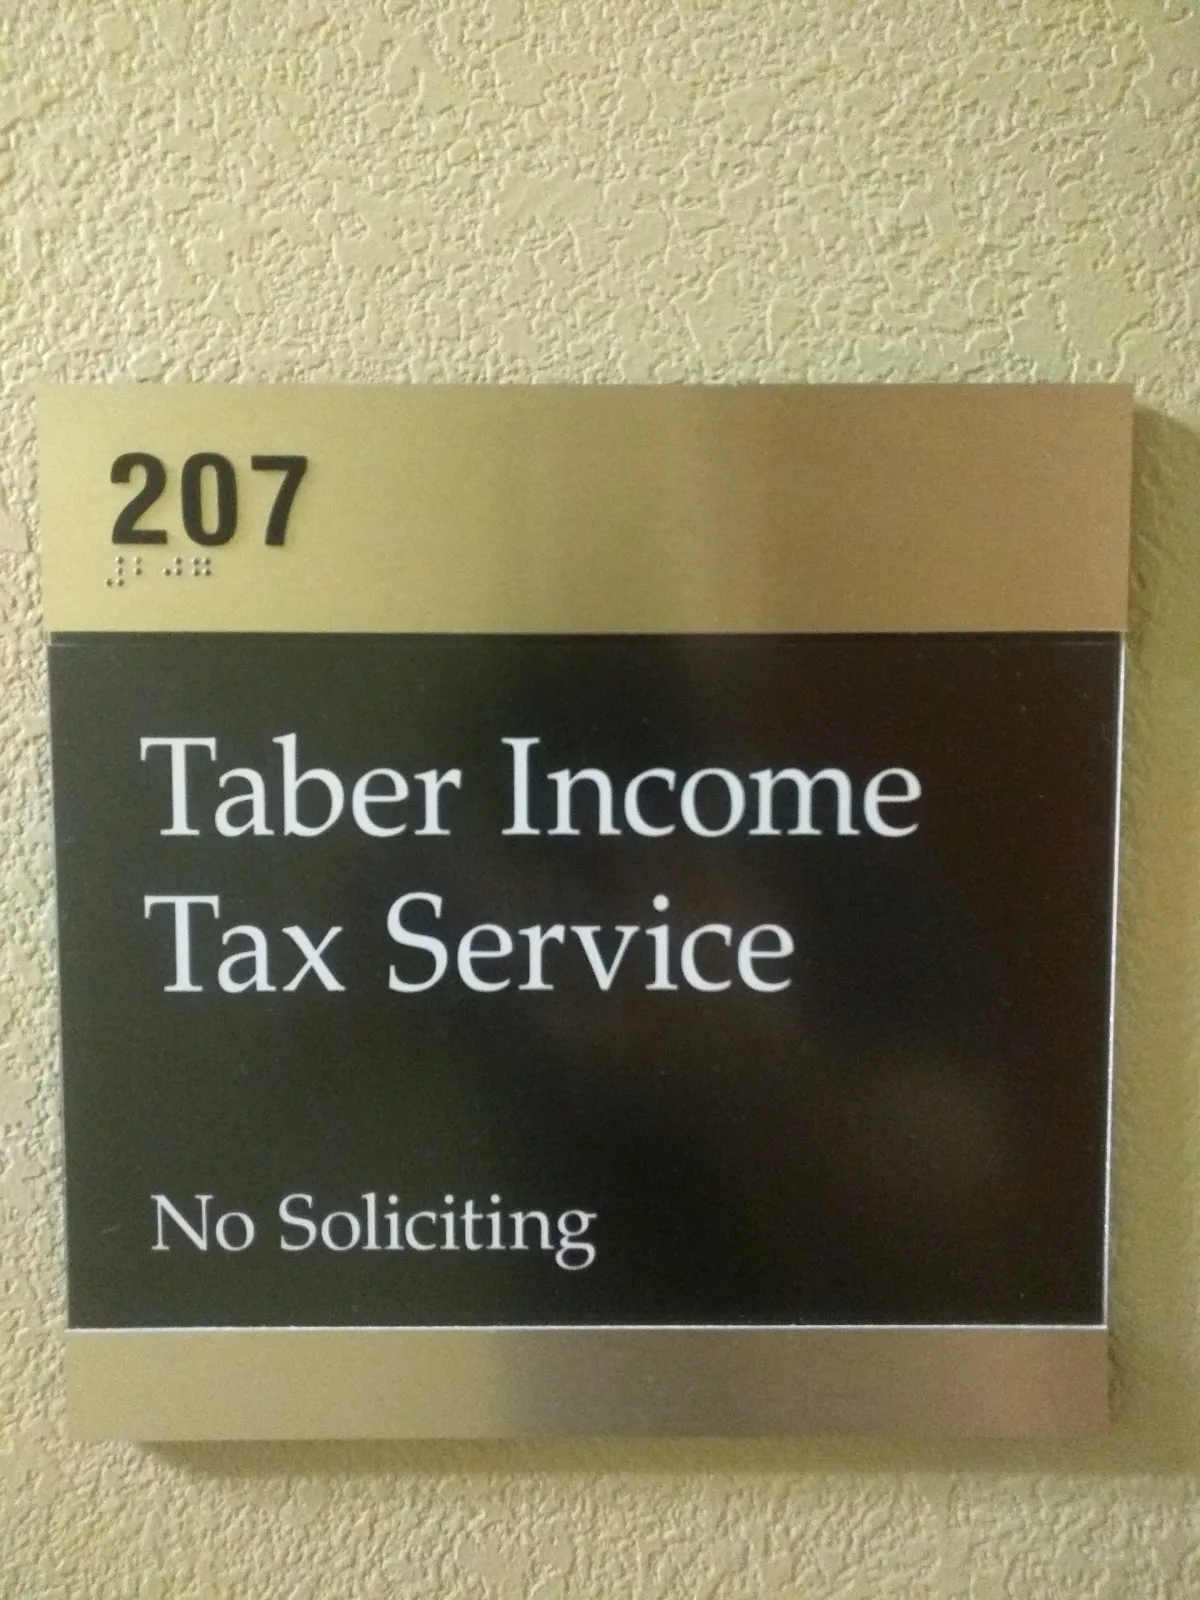 207
⠼⠃⠚⠛
Taber Income
Tax Service
No Soliciting